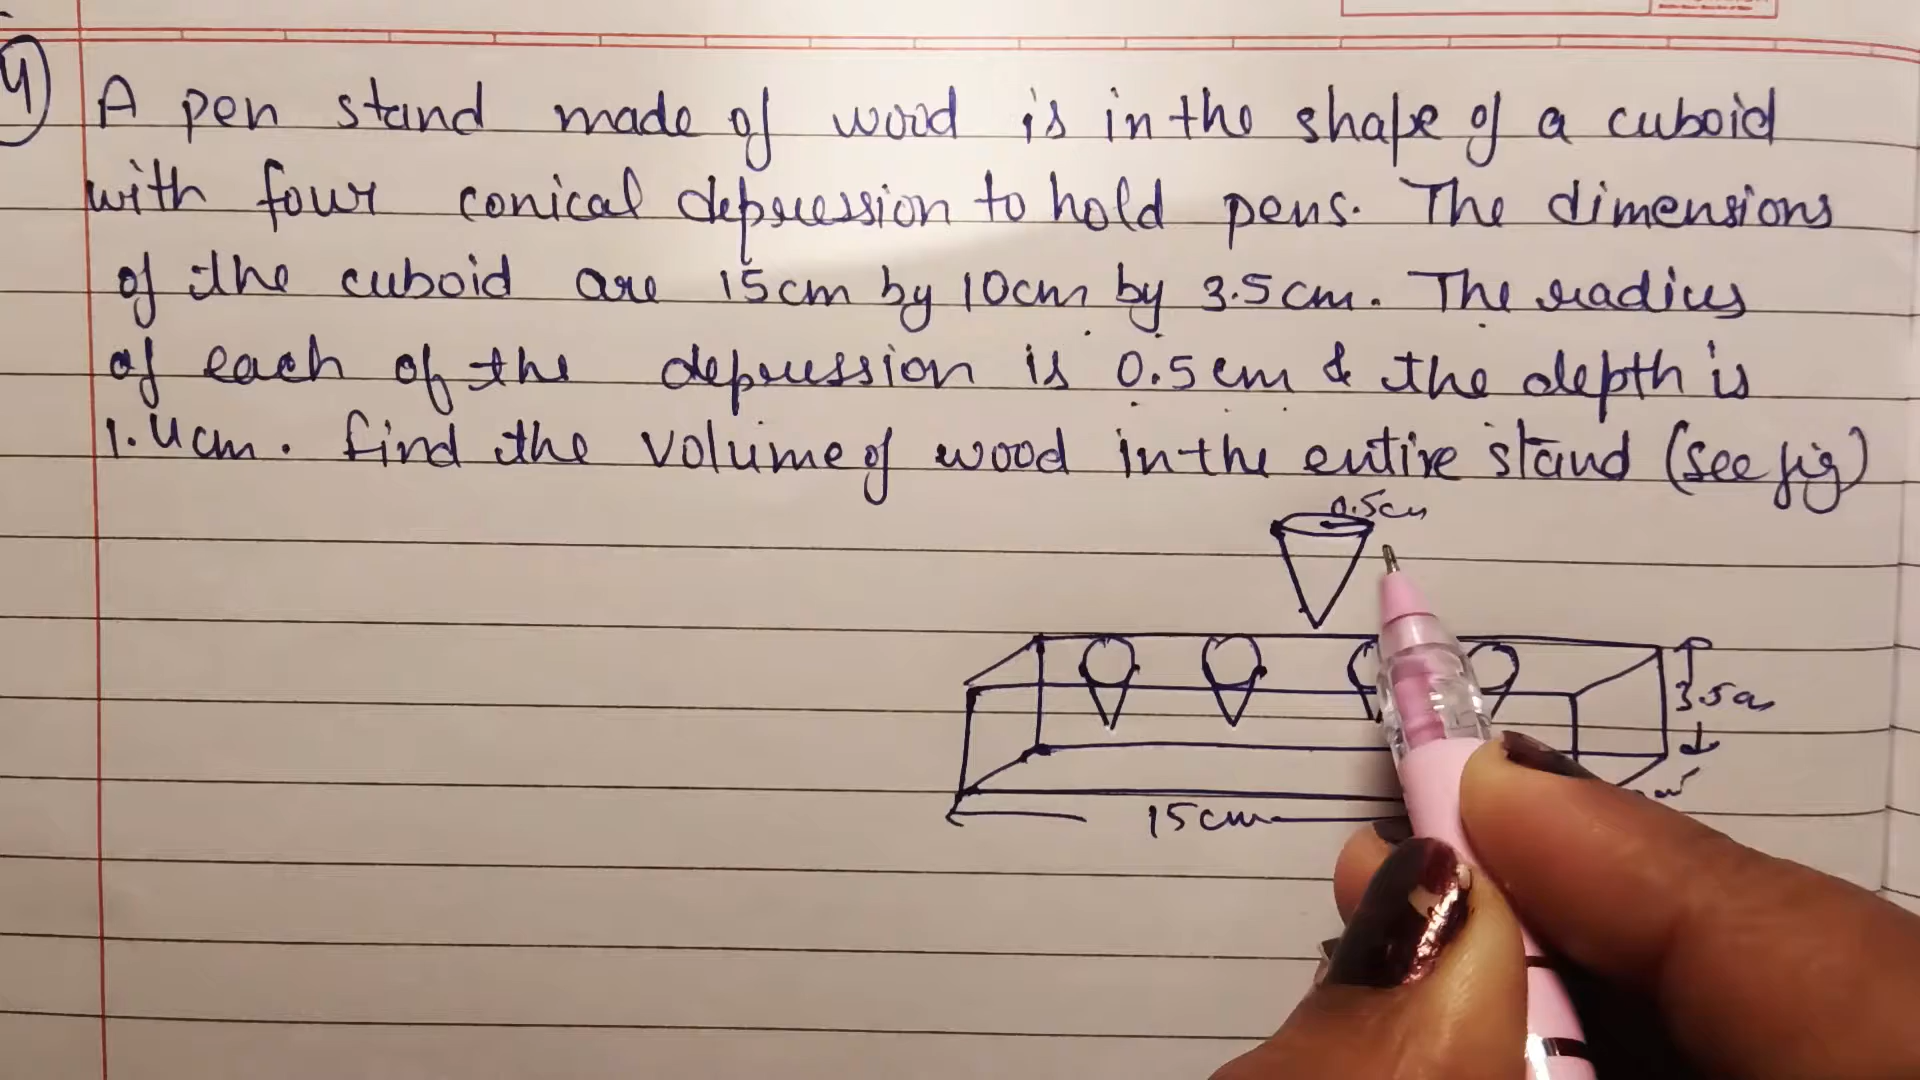 4)
A pen stand made of wood is in the shape of a cuboid
with four conical depression to hold pens. The dimensions
of the cuboid are 15cm by 10cm by 3.5cm. The radius
of each of the depression is 0.5cm & the depth is
1.4cm. find the volume of wood in the entire stand (see fig)
0.5cm
3.5cm
15cm